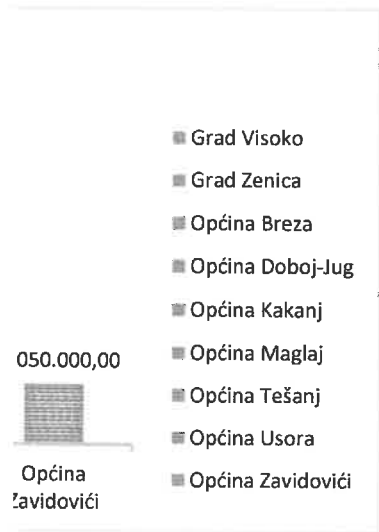 Grad Visoko
Grad Zenica
Općina Breza
Općina Doboj-Jug
Općina Kakanj
Općina Maglaj
Općina Tešanj
Općina Usora
Općina Zavidovići
050.000,00
Općina
Zavidovići